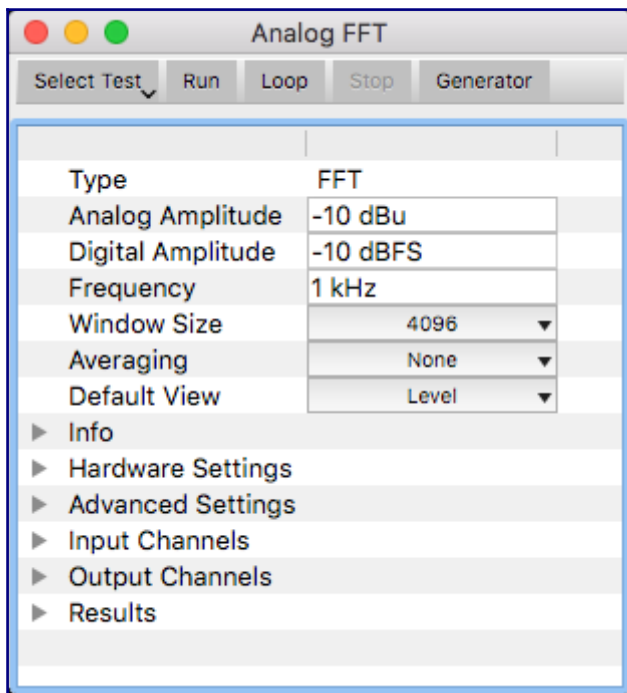 Analog FFT
Select Test Run Loop Stop Generator
Type FFT
Analog Amplitude -10 dBu
Digital Amplitude -10 dBFS
Frequency 1 kHz
Window Size 4096
Averaging None
Default View Level
Info
Hardware Settings
Advanced Settings
Input Channels
Output Channels
Results